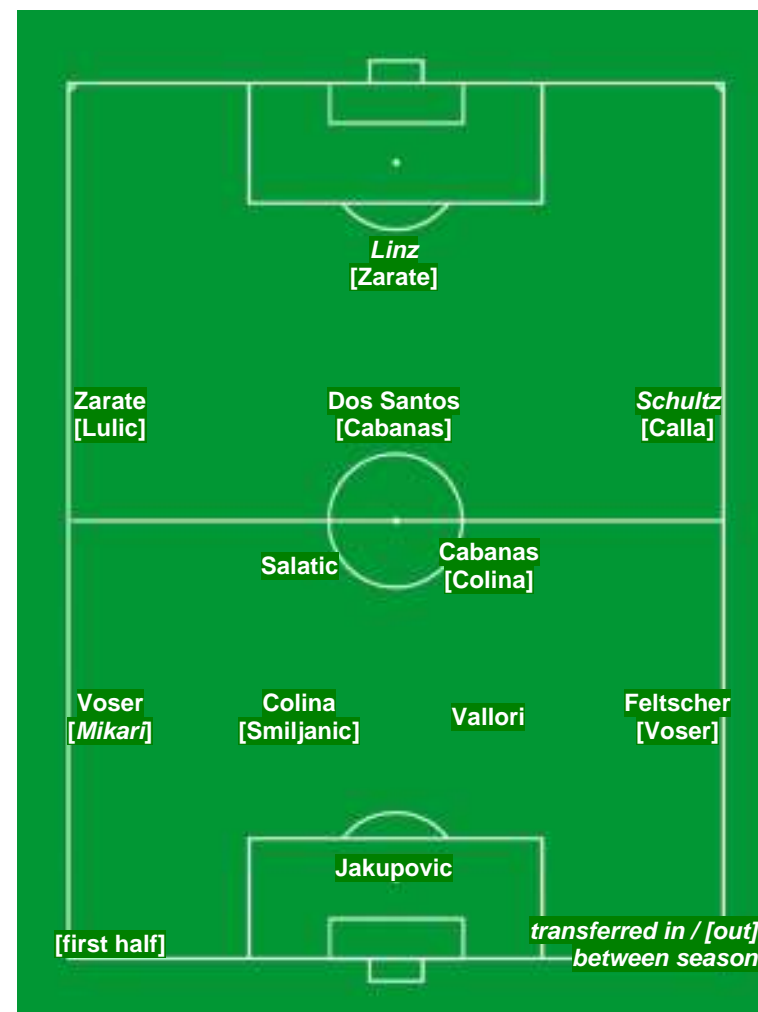 Linz
[Zarate]
Zarate
[Lulic]
Dos Santos
[Cabanas]
Schultz
[Calla]
Salatic
Cabanas
[Colina]
Voser
[Mikari]
Colina
[Smiljanic]
Vallori
Feltscher
[Voser]
Jakupovic
[first half]
transferred in / [out]
between season